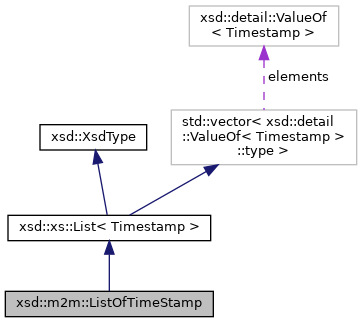 xsd::detail::ValueOf
< Timestamp >
elements
std::vector< xsd::detail
::ValueOf< Timestamp >
::type >
xsd::XsdType
xsd::xs::List< Timestamp >
xsd::m2m::ListOfTimeStamp